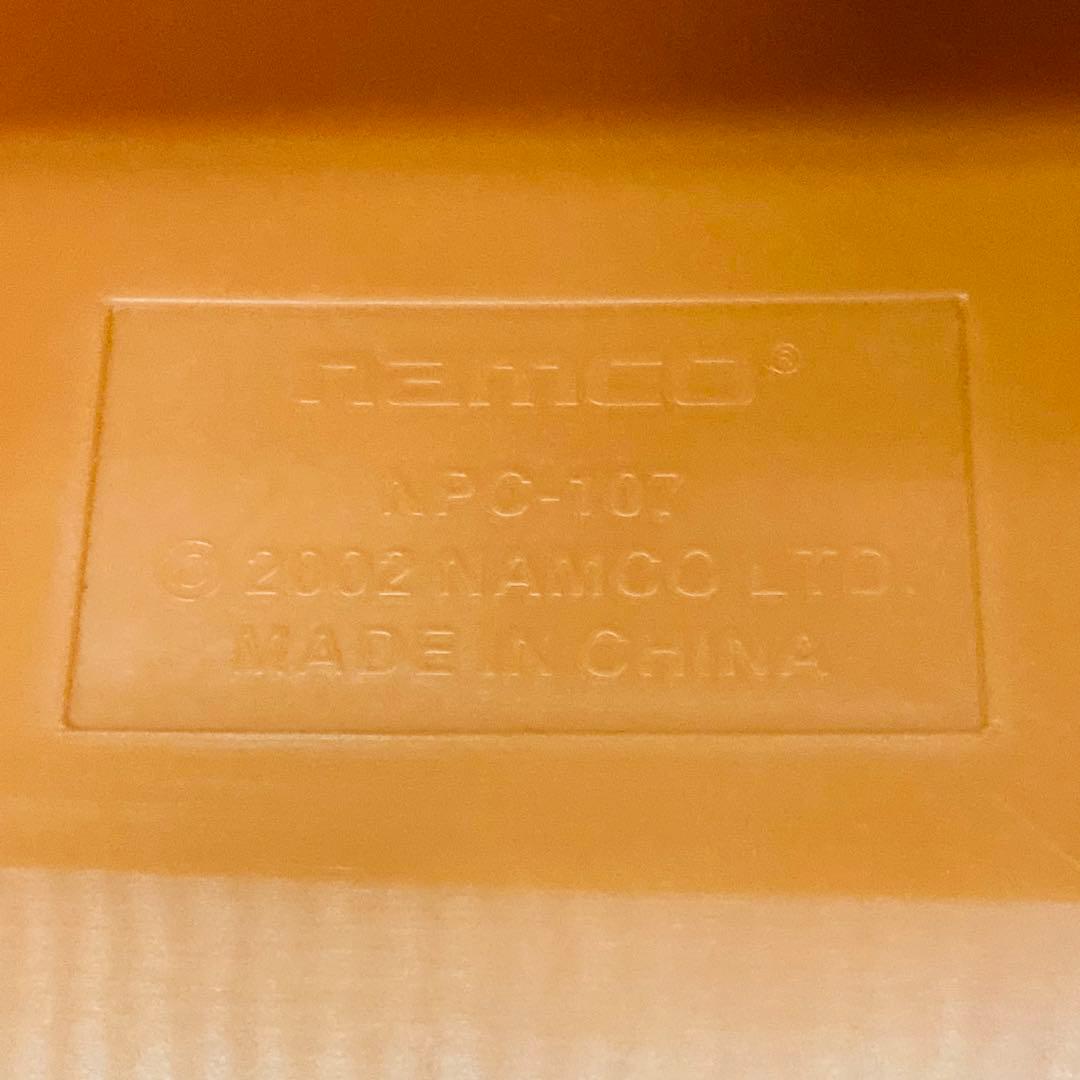 namco®
NPC-107
© 2002 NAMCO LTD.
MADE IN CHINA